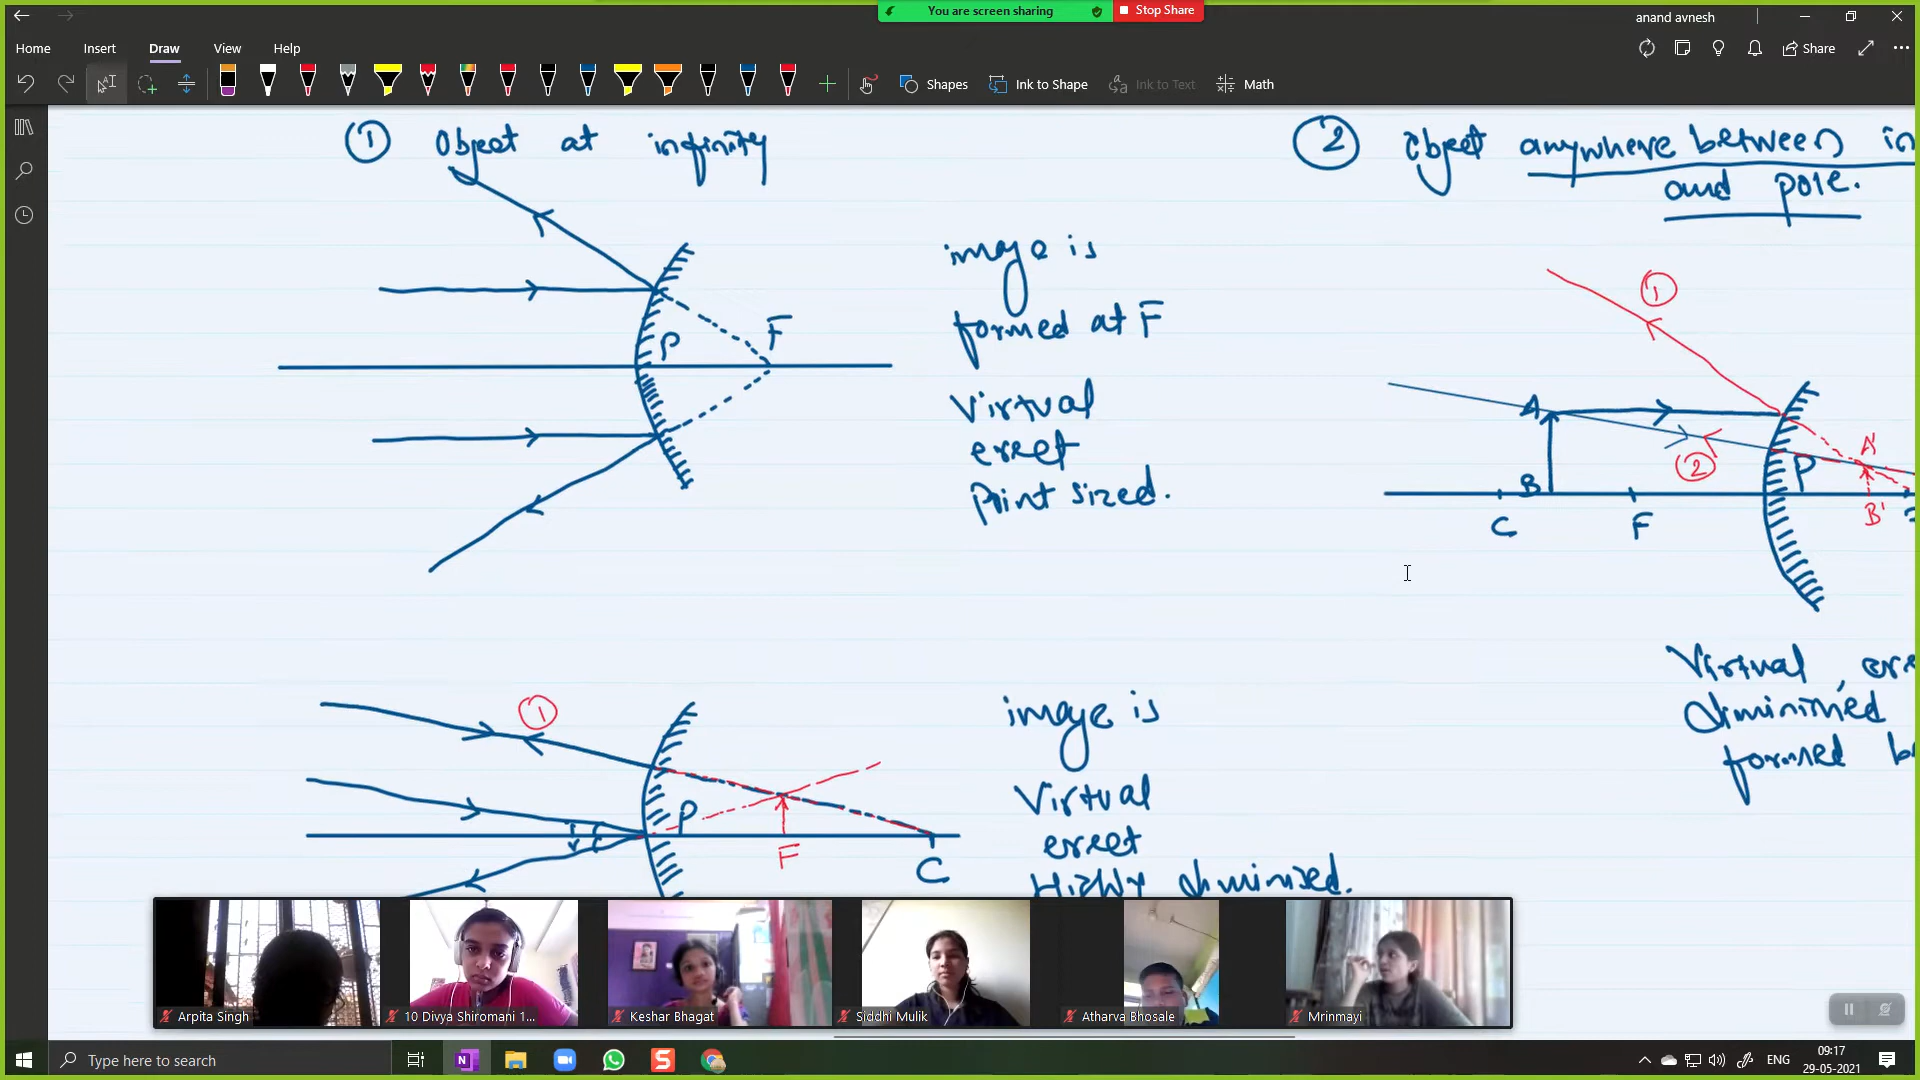 You are screen sharing
Stop Share
anand avnesh
Home Insert Draw View Help
Share
Shapes
Ink to Shape
Ink to Text
Math
① Object at infinity
P F
image is
formed at F
Virtual
erect
Point sized.
② Object anywhere between in
and pole.
①
A
②
P
A'
B
B'
C F
Virtual, ere
diminished
formed be
①
P
F
C
image is
Virtual
erect
Highly diminised.
Arpita Singh
10 Divya Shiromani 1...
Keshar Bhagat
Siddhi Mulik
Atharva Bhosale
Mrinmayi
Type here to search
ENG
09:17
29-05-2021